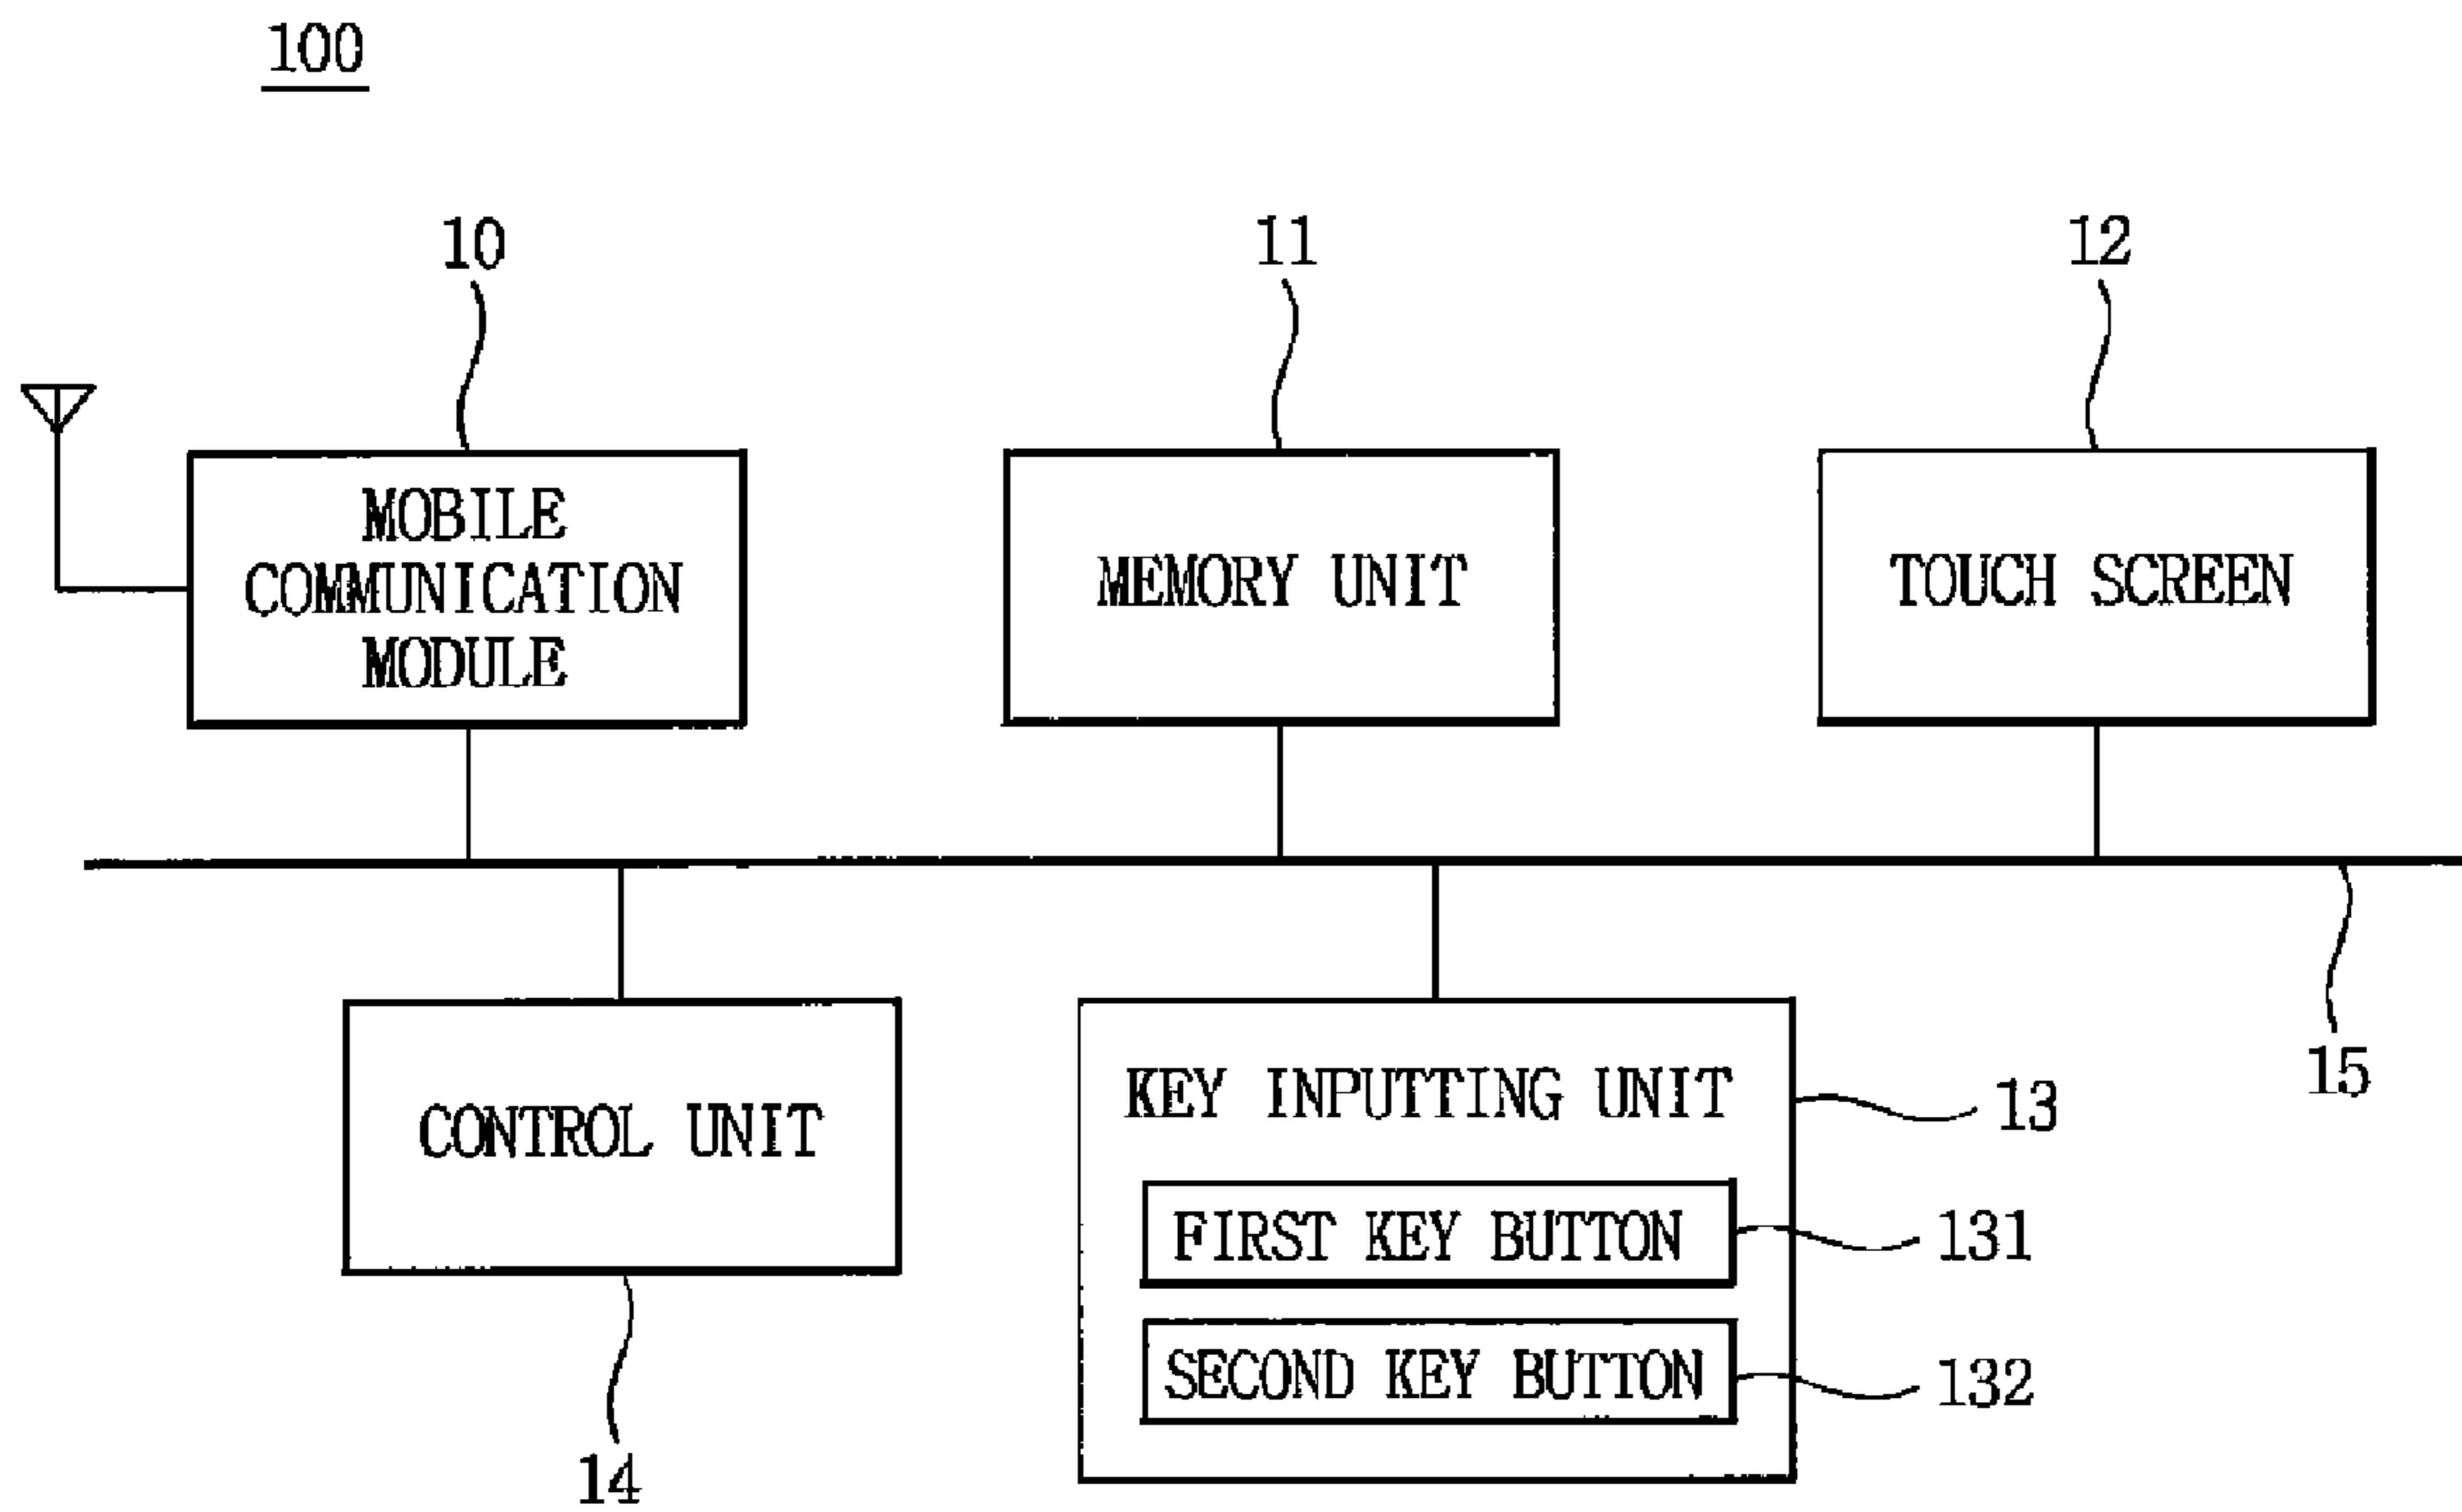 100
10
11
12
MOBILE
COMMUNICATION
MODULE
MEMORY UNIT
TOUCH SCREEN
CONTROL UNIT
KEY INPUTTING UNIT
13
15
FIRST KEY BUTTON
131
SECOND KEY BUTTON
132
14